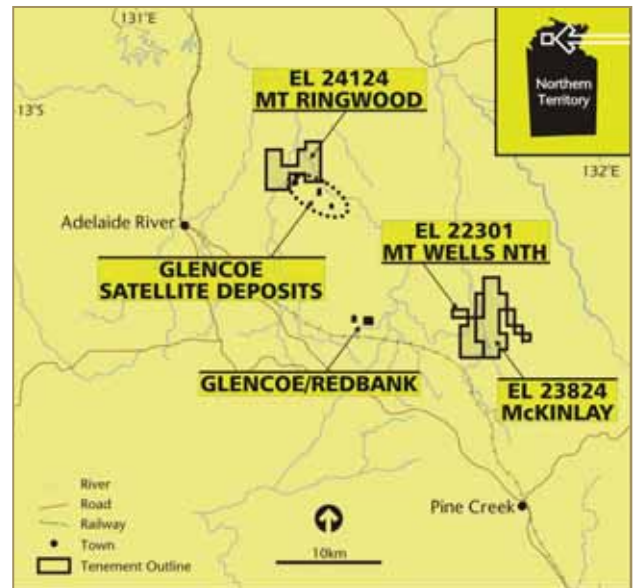 131°E
Northern
Territory
13°S
132°E
EL 24124
MT RINGWOOD
Adelaide River
EL 22301
MT WELLS NTH
GLENCOE
SATELLITE DEPOSITS
GLENCOE/REDBANK
EL 23824
McKINLAY
River
Road
Railway
Town
Tenement Outline
10km
Pine Creek